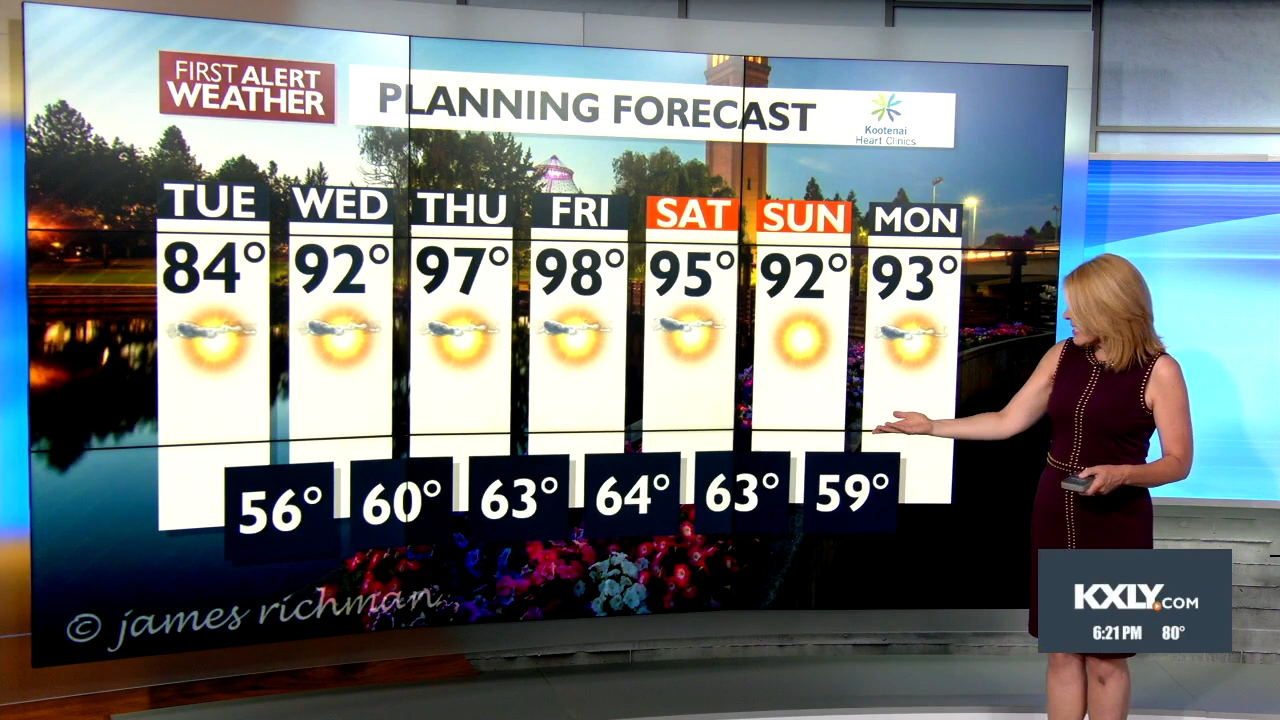 FIRST ALERT
WEATHER
PLANNING FORECAST
Kootenai
Heart Clinics
TUE WED THU FRI SAT SUN MON
84° 92° 97° 98° 95° 92° 93°
56° 60° 63° 64° 63° 59°
© james richman
KXLY.COM
6:21 PM 80°